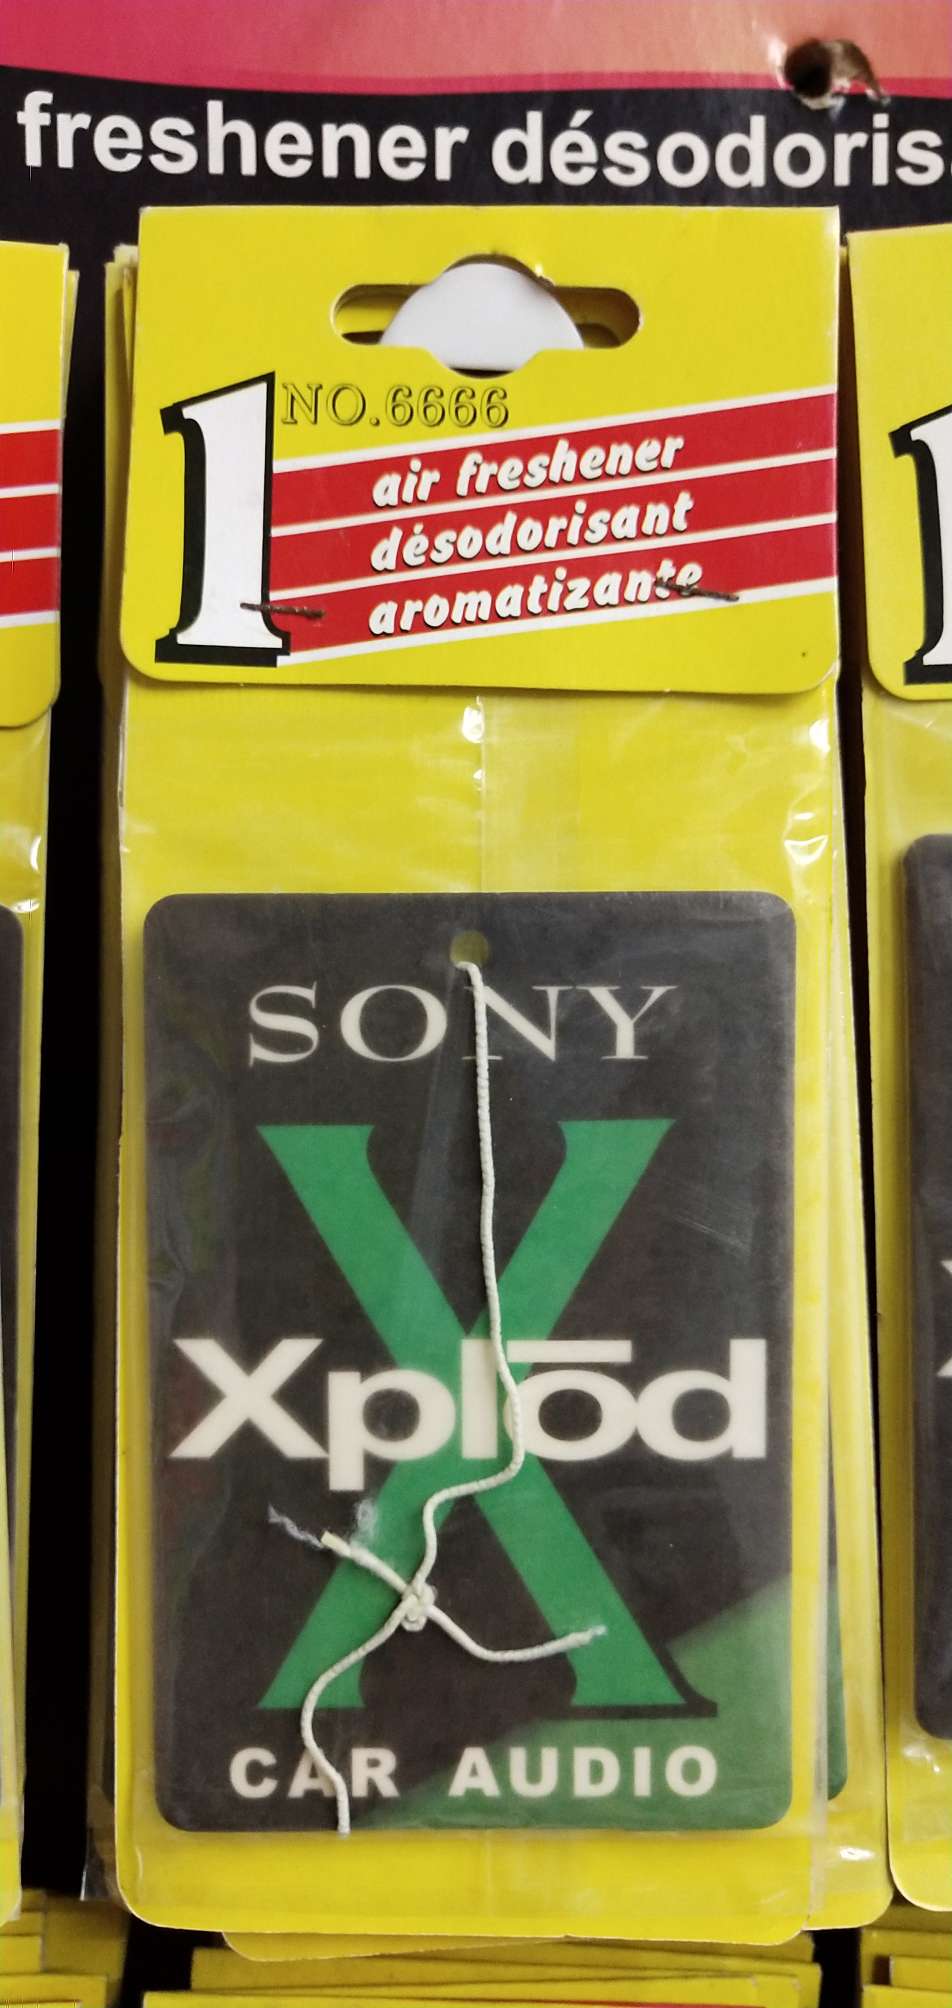 freshener désodoris
1 NO.6666
air freshener
désodorisant
aromatizante
SONY
X
Xplōd
CAR AUDIO